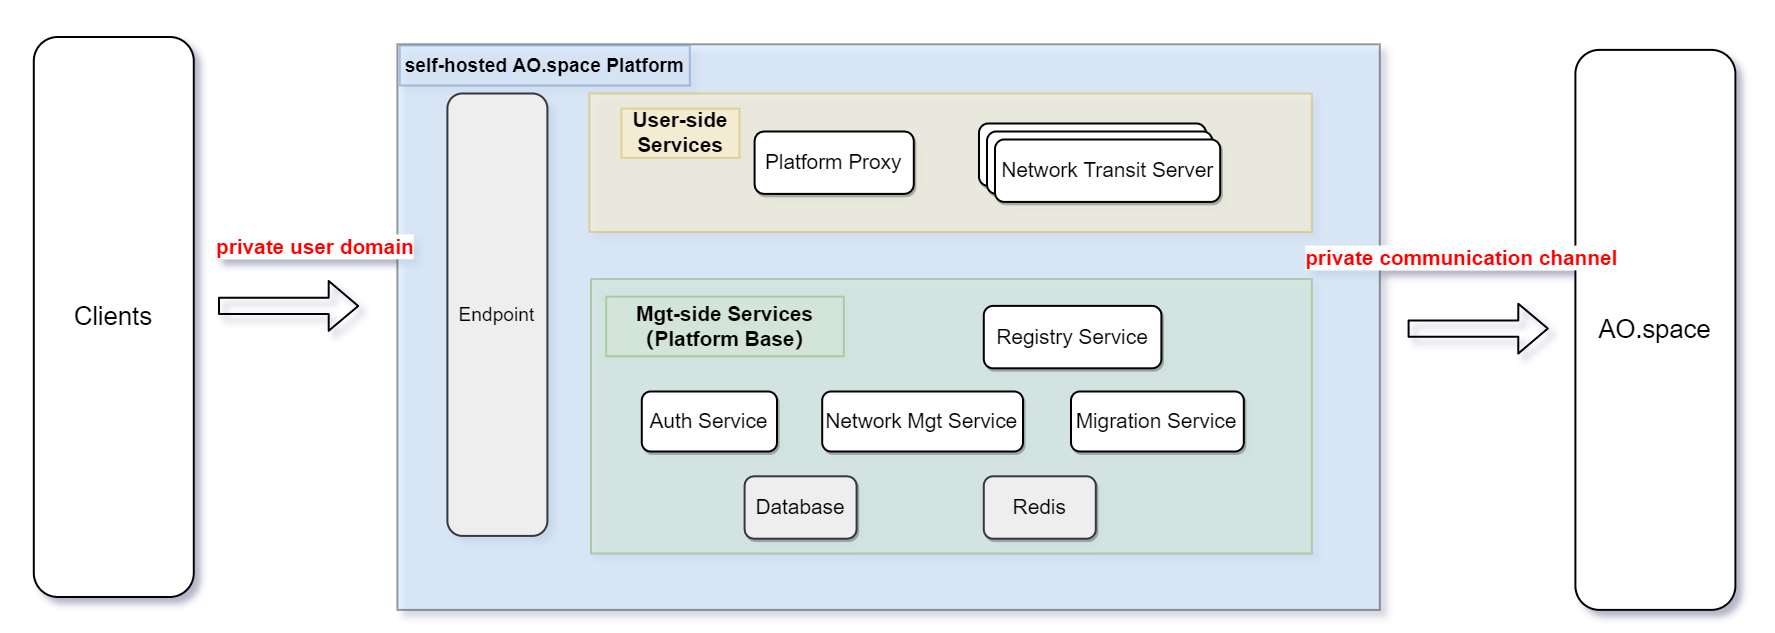 Clients
private user domain
self-hosted AO.space Platform
Endpoint
User-side
Services
Platform Proxy
Network Transit Server
Mgt-side Services
（Platform Base）
Registry Service
Auth Service
Network Mgt Service
Migration Service
Database
Redis
private communication channel
AO.space